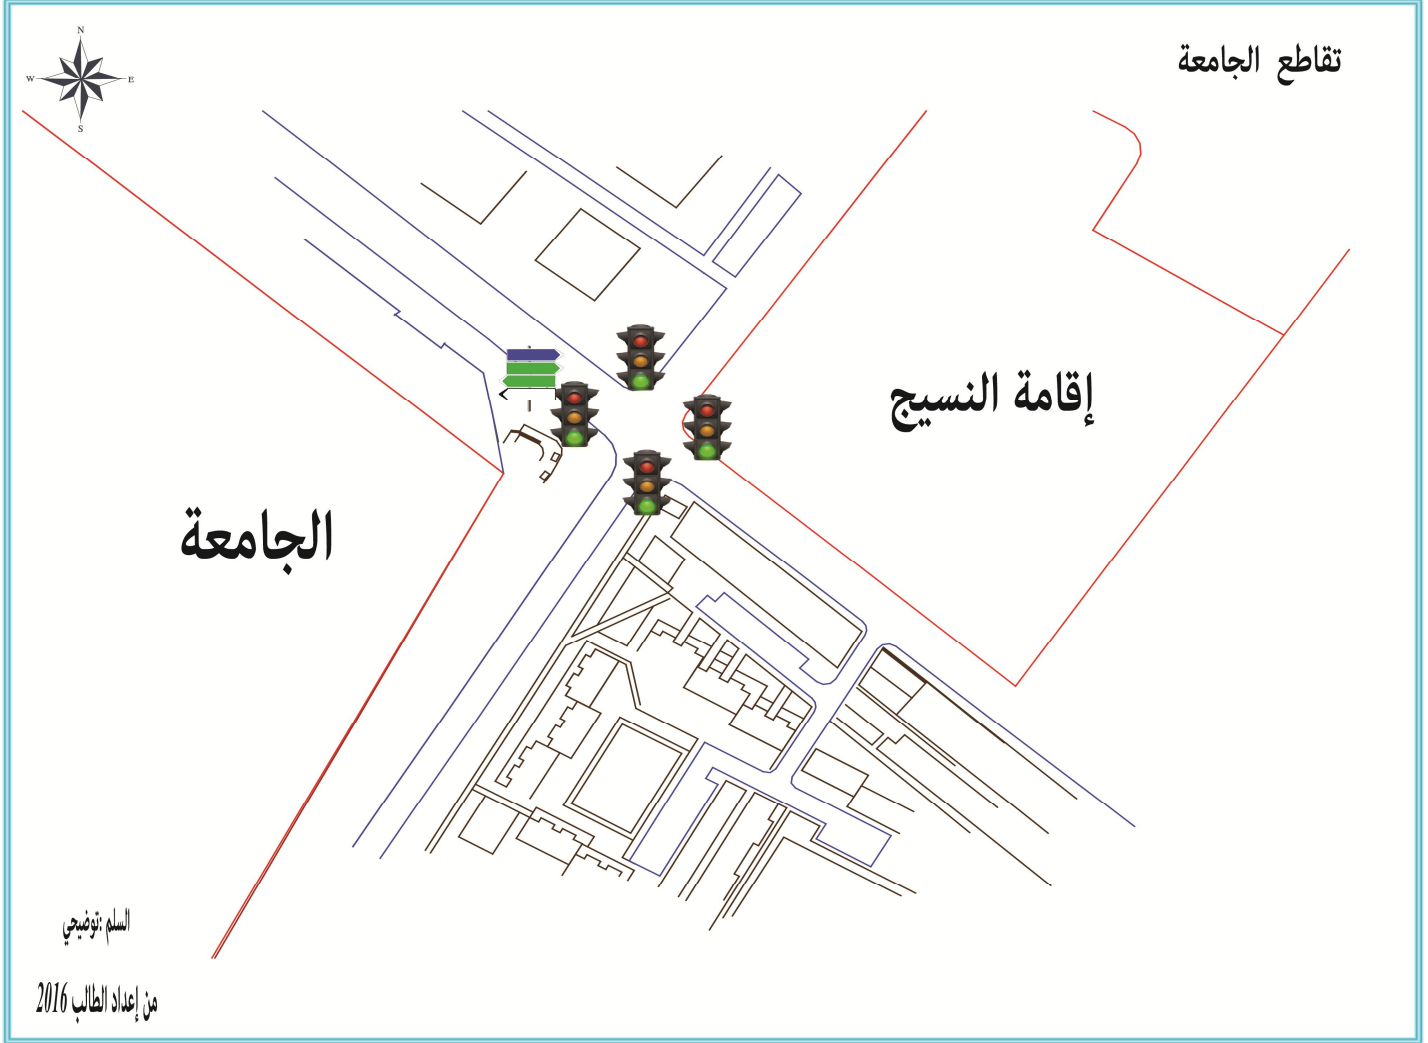 N
W E
S
تقاطع الجامعة
إقامة النسيج
الجامعة
السلم :توضيحي
من إعداد الطالب 2016